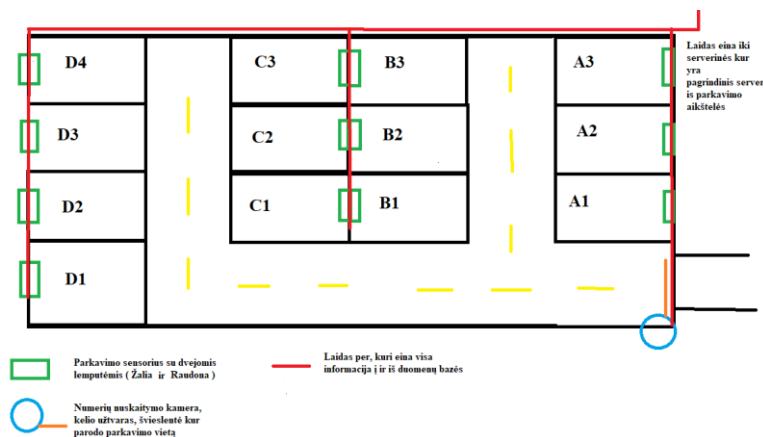 D4
C3
B3
A3
Laidas eina iki
serverinės kur
yra
pagrindinis server
is parkavimo
aikštelės
D3
C2
B2
A2
D2
C1
B1
A1
D1
Parkavimo sensorius su dvejomis
lemputėmis ( Žalia ir Raudona )
Laidas per, kuri eina visa
informacija į ir iš duomenų bazės
Numerių nuskaitymo kamera,
kelio užtvaras, švieslentė kur
parodo parkavimo vietą